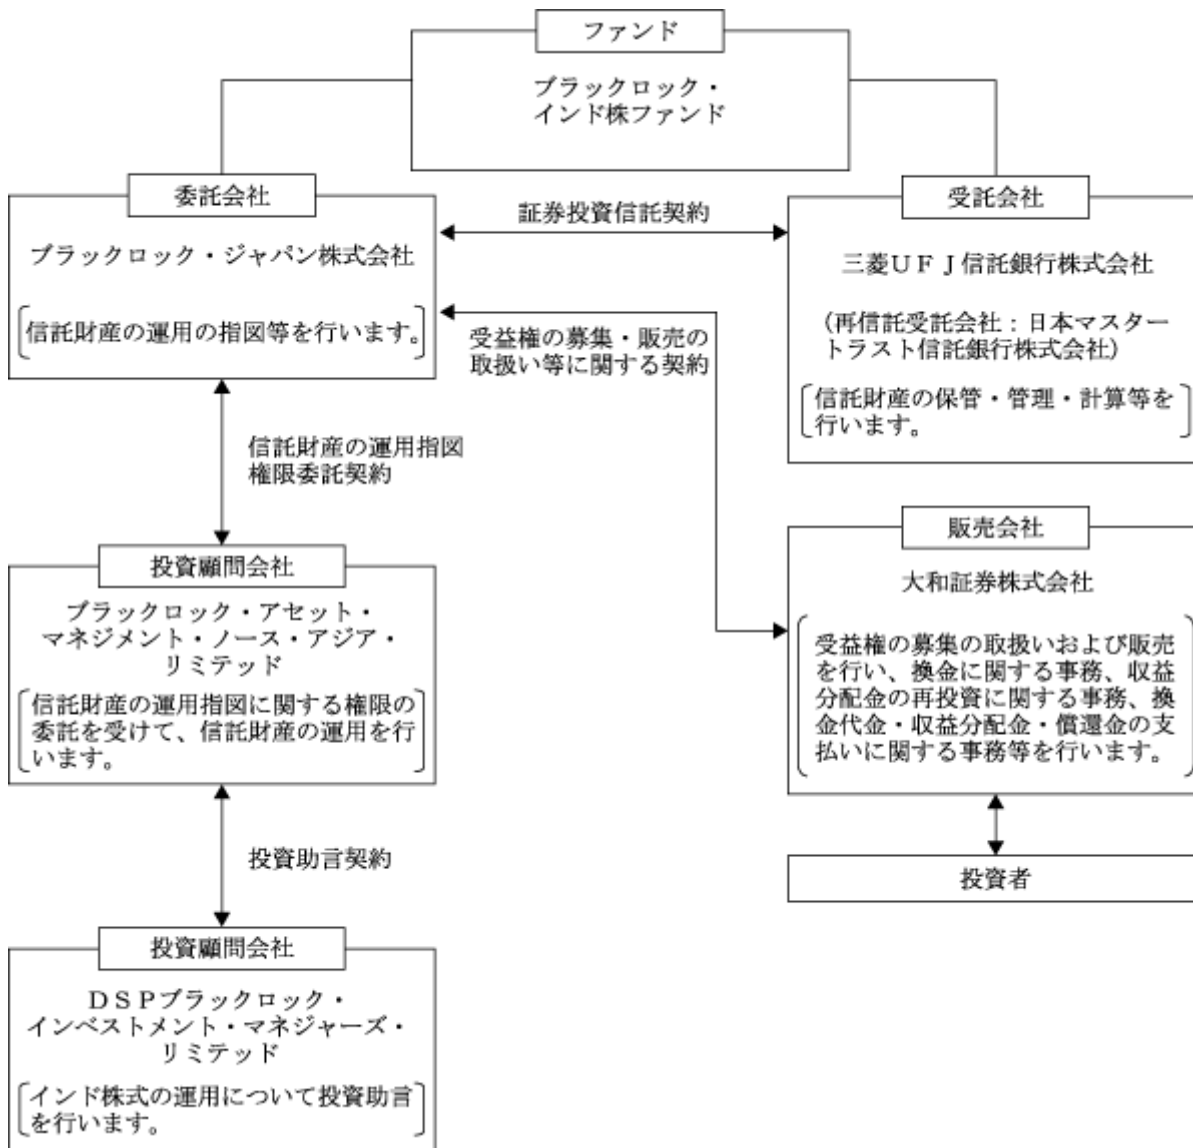 ファンド
ブラックロック・
インド株ファンド
委託会社
ブラックロック・ジャパン株式会社
信託財産の運用の指図等を行います。
証券投資信託契約
受益権の募集・販売の
取扱い等に関する契約
受託会社
三菱ＵＦＪ信託銀行株式会社
（再信託受託会社：日本マスター
トラスト信託銀行株式会社）
信託財産の保管・管理・計算等を
行います。
信託財産の運用指図
権限委託契約
投資顧問会社
ブラックロック・アセット・
マネジメント・ノース・アジア・
リミテッド
信託財産の運用指図に関する権限の
委託を受けて、信託財産の運用を行
います。
販売会社
大和証券株式会社
受益権の募集の取扱いおよび販売
を行い、換金に関する事務、収益
分配金の再投資に関する事務、換
金代金・収益分配金・償還金の支
払いに関する事務等を行います。
投資者
投資助言契約
投資顧問会社
ＤＳＰブラックロック・
インベストメント・マネジャーズ・
リミテッド
インド株式の運用について投資助言
を行います。